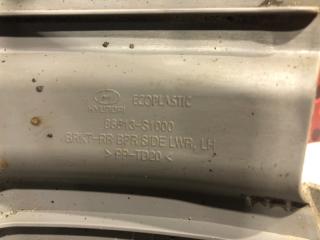 HYUNDAI ECOPLASTIC
86613-S1000
BRKT-RR BPR SIDE LWR, LH
>PP-TD20<